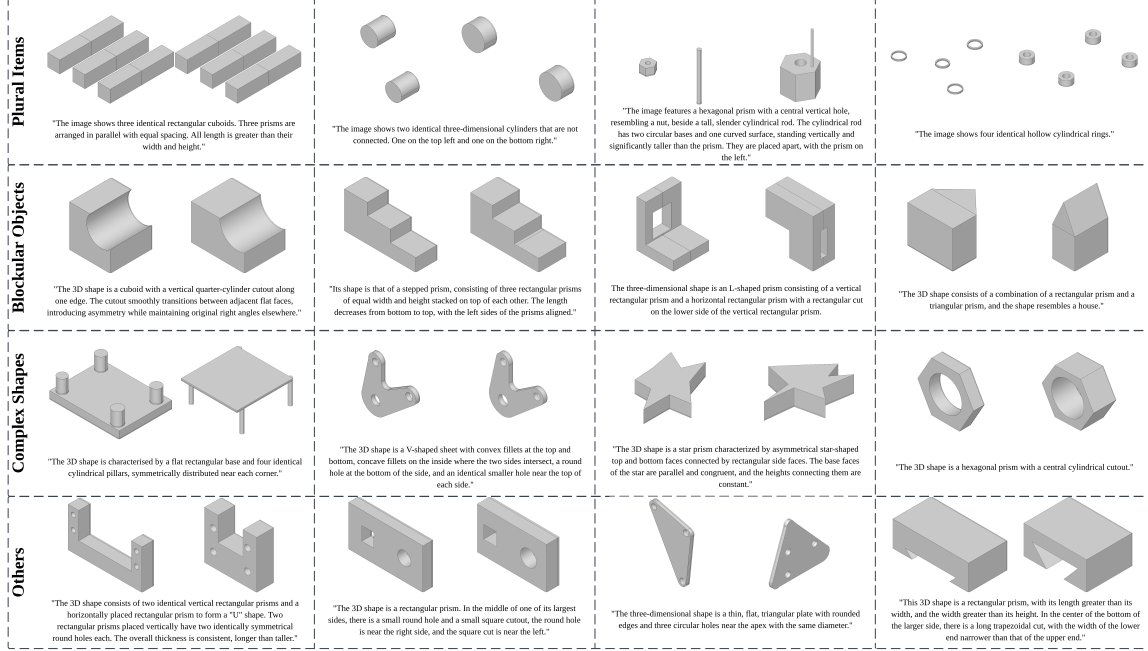 Plural Items
"The image shows three identical rectangular cuboids. Three prisms are
arranged in parallel with equal spacing. All length is greater than their
width and height."
"The image shows two identical three-dimensional cylinders that are not
connected. One on the top left and one on the bottom right."
"The image features a hexagonal prism with a central vertical hole,
resembling a nut, beside a tall, slender cylindrical rod. The cylindrical rod
has two circular bases and one curved surface, standing vertically and
significantly taller than the prism. They are placed apart, with the prism on
the left."
"The image shows four identical hollow cylindrical rings."
Blockular Objects
"The 3D shape is a cuboid with a vertical quarter-cylinder cutout along
one edge. The cutout smoothly transitions between adjacent flat faces,
introducing asymmetry while maintaining original right angles elsewhere."
"Its shape is that of a stepped prism, consisting of three rectangular prisms
of equal width and height stacked on top of each other. The length
decreases from bottom to top, with the left sides of the prisms aligned."
The three-dimensional shape is an L-shaped prism consisting of a vertical
rectangular prism and a horizontal rectangular prism with a rectangular cut
on the lower side of the vertical rectangular prism.
"The 3D shape consists of a combination of a rectangular prism and a
triangular prism, and the shape resembles a house."
Complex Shapes
"The 3D shape is characterised by a flat rectangular base and four identical
cylindrical pillars, symmetrically distributed near each corner."
"The 3D shape is a V-shaped sheet with convex fillets at the top and
bottom, concave fillets on the inside where the two sides intersect, a round
hole at the bottom of the side, and an identical smaller hole near the top of
each side."
"The 3D shape is a star prism characterized by asymmetrical star-shaped
top and bottom faces connected by rectangular side faces. The base faces
of the star are parallel and congruent, and the heights connecting them are
constant."
"The 3D shape is a hexagonal prism with a central cylindrical cutout."
Others
"The 3D shape consists of two identical vertical rectangular prisms and a
horizontally placed rectangular prism to form a "U" shape. Two
rectangular prisms placed vertically have two identically symmetrical
round holes each. The overall thickness is consistent, longer than taller."
"The 3D shape is a rectangular prism. In the middle of one of its largest
sides, there is a small round hole and a small square cutout, the round hole
is near the right side, and the square cut is near the left."
"The three-dimensional shape is a thin, flat, triangular plate with rounded
edges and three circular holes near the apex with the same diameter."
"This 3D shape is a rectangular prism, with its length greater than its
width, and the width greater than its height. In the center of the bottom of
the larger side, there is a long trapezoidal cut, with the width of the lower
end narrower than that of the upper end."